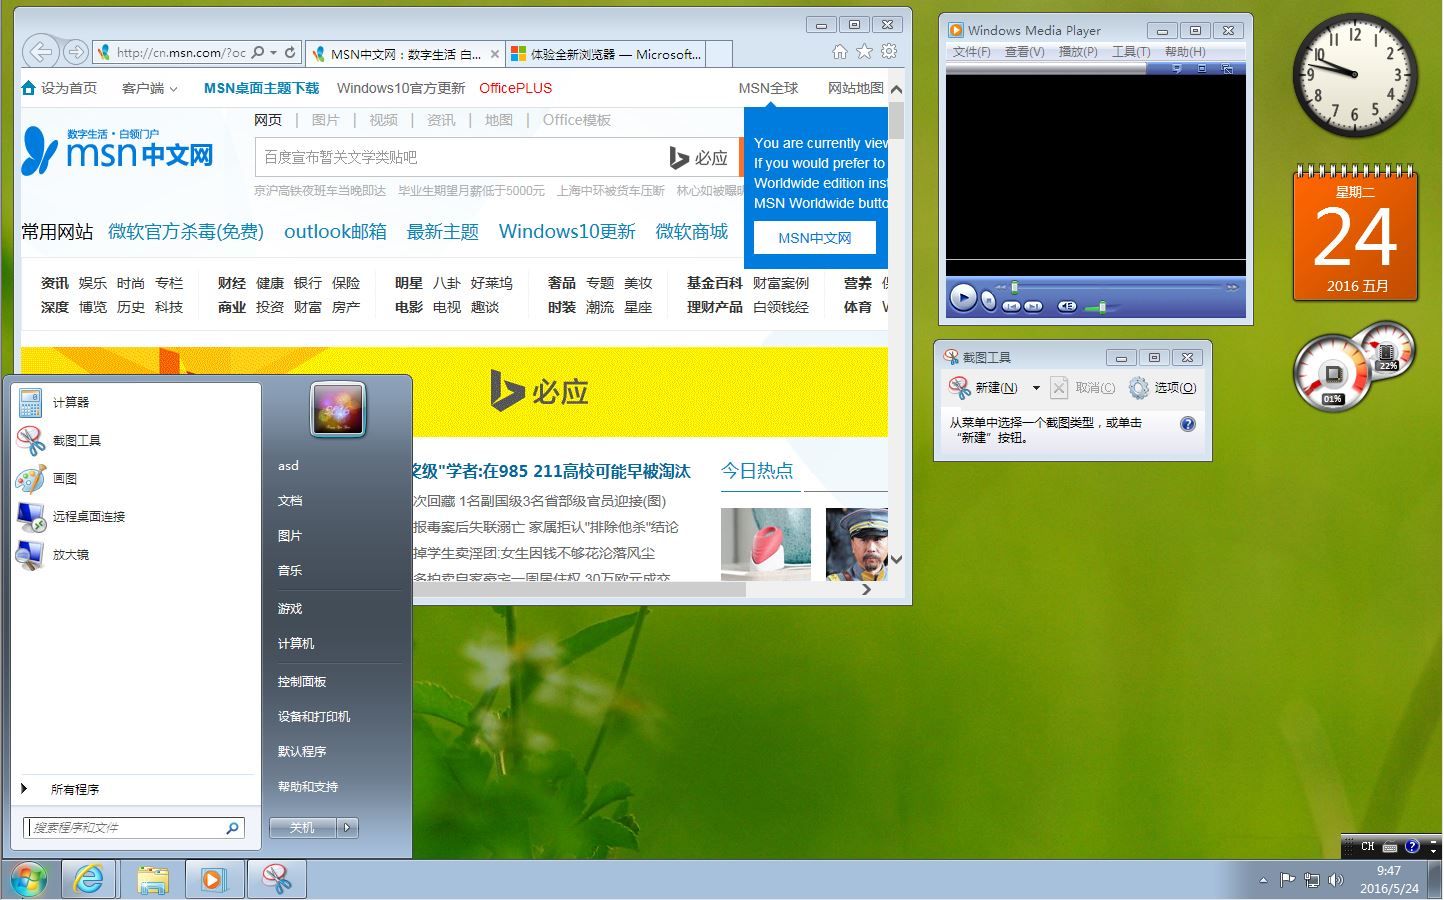 http://cn.msn.com/?oc
MSN中文网：数字生活 白...
体验全新浏览器 — Microsoft...
设为首页
客户端
MSN桌面主题下载
Windows10官方更新
OfficePLUS
MSN全球
网站地图
数字生活・白领门户
msn 中文网
网页 | 图片 | 视频 | 资讯 | 地图 | Office模板
百度宣布暂关文学类贴吧
必应
京沪高铁夜班车当晚即达 毕业生期望月薪低于5000元 上海中环被货车压断 林心如被曝
You are currently view
If you would prefer to
Worldwide edition inst
MSN Worldwide butto
MSN中文网
常用网站 微软官方杀毒(免费) outlook邮箱 最新主题 Windows10更新 微软商城
资讯 娱乐 时尚 专栏 财经 健康 银行 保险 明星 八卦 好莱坞 奢品 专题 美妆 基金百科 财富案例 营养
深度 博览 历史 科技 商业 投资 财富 房产 电影 电视 趣谈 时装 潮流 星座 理财产品 白领钱经 体育
必应
奖级"学者:在985 211高校可能早被淘汰
次回藏 1名副国级3名省部级官员迎接(图)
报毒案后失联溺亡 家属拒认"排除他杀"结论
掉学生卖淫团:女生因钱不够花沦落风尘
多拍卖自家豪宅一周居住权 30万欧元成交
今日热点
计算器
截图工具
画图
远程桌面连接
放大镜
所有程序
搜索程序和文件
asd
文档
图片
音乐
游戏
计算机
控制面板
设备和打印机
默认程序
帮助和支持
关机
Windows Media Player
文件(F) 查看(V) 播放(P) 工具(T) 帮助(H)
截图工具
新建(N)
取消(C)
选项(O)
从菜单中选择一个截图类型，或单击
“新建”按钮。
12
1
2
3
4
5
6
7
8
9
10
11
星期二
24
2016 五月
22%
01%
CH
9:47
2016/5/24